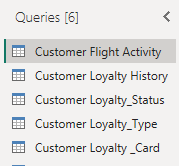 Queries [6]
Customer Flight Activity
Customer Loyalty History
Customer Loyalty_Status
Customer Loyalty_Type
Customer Loyalty _Card